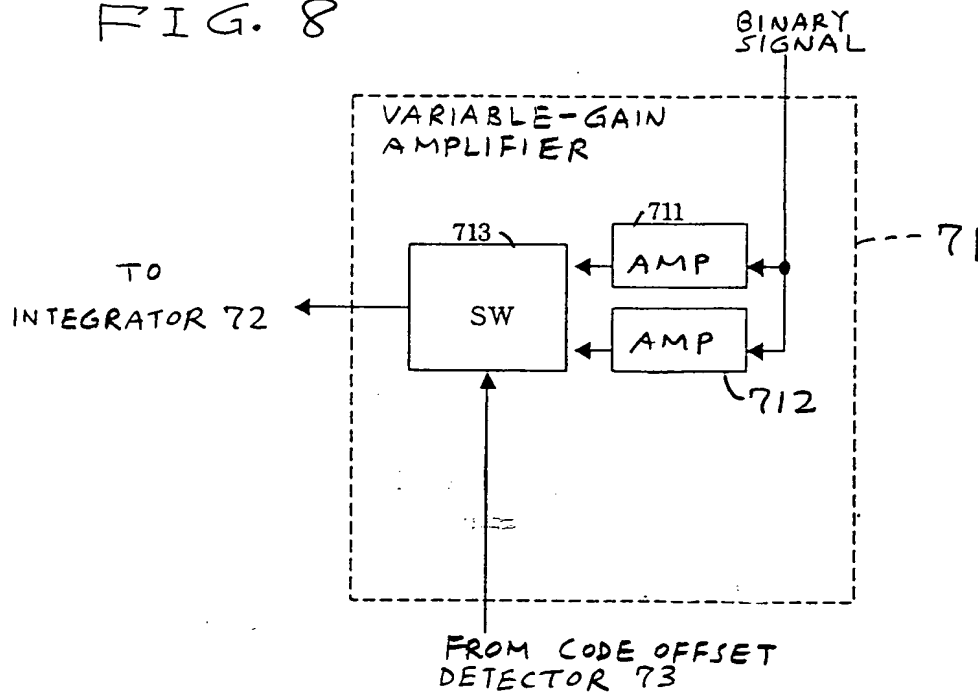 FIG. 8
BINARY
SIGNAL
VARIABLE-GAIN
AMPLIFIER
711
713
AMP
71
TO
INTEGRATOR 72
SW
AMP
712
FROM CODE OFFSET
DETECTOR 73